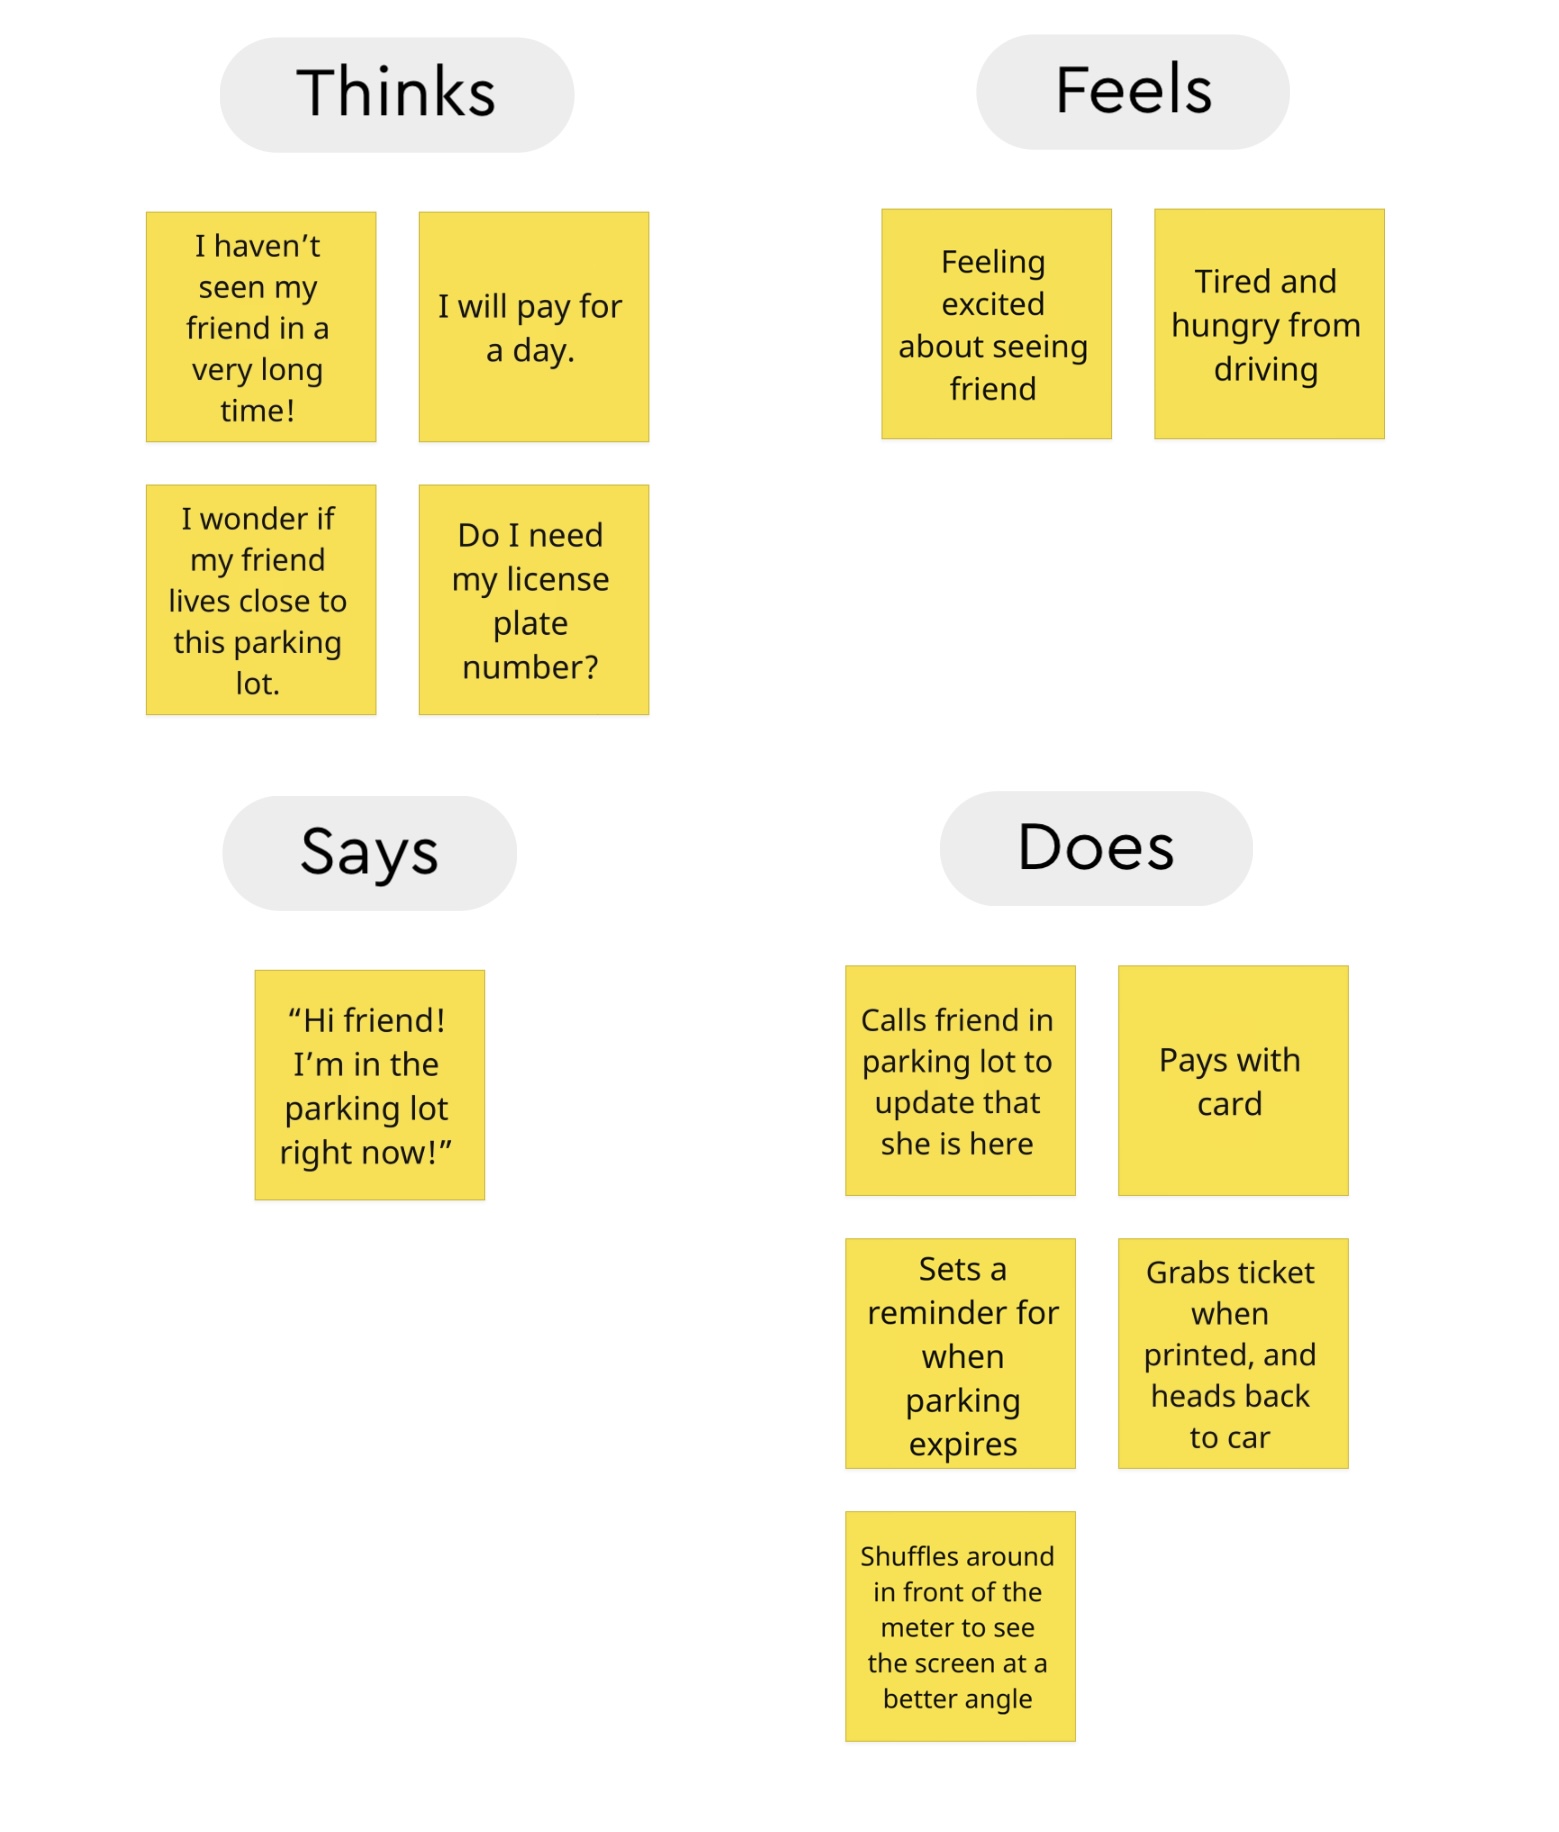 Thinks
I haven’t
seen my
friend in a
very long
time!
I will pay for
a day.
I wonder if
my friend
lives close to
this parking
lot.
Do I need
my license
plate
number?
Feels
Feeling
excited
about seeing
friend
Tired and
hungry from
driving
Says
“Hi friend!
I’m in the
parking lot
right now!”
Does
Calls friend in
parking lot to
update that
she is here
Pays with
card
Sets a
reminder for
when
parking
expires
Grabs ticket
when
printed, and
heads back
to car
Shuffles around
in front of the
meter to see
the screen at a
better angle